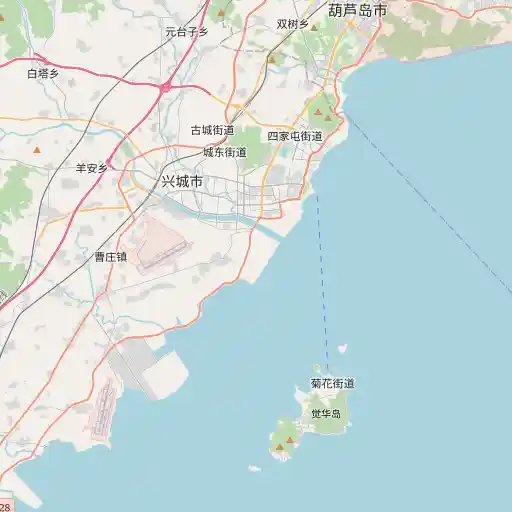 葫芦岛市
双树乡
元台子乡
白塔乡
古城街道
四家屯街道
城东街道
羊安乡
兴城市
曹庄镇
线
菊花街道
觉华岛
28